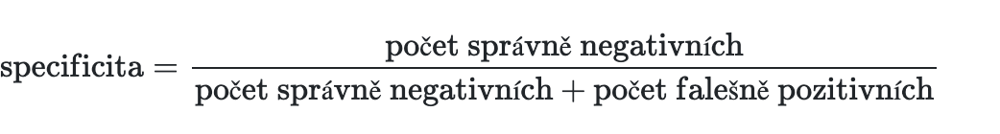 specificita = počet správně negativních
počet správně negativních + počet falešně pozitivních